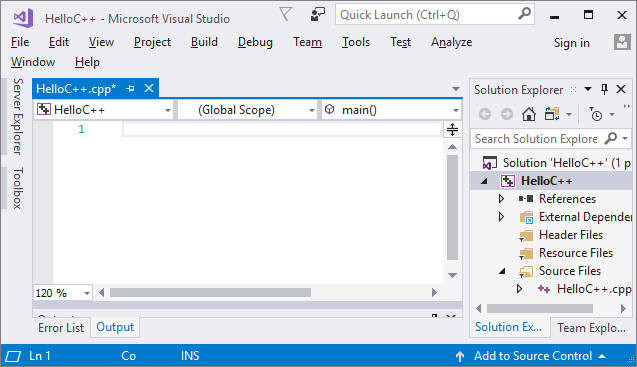 HelloC++ - Microsoft Visual Studio
Quick Launch (Ctrl+Q)
File Edit View Project Build Debug Team Tools Test Analyze Sign in
Window Help
Server Explorer
Toolbox
HelloC++.cpp*
HelloC++ (Global Scope) main()
1
120 %
Error List Output
Solution Explorer
Search Solution Explore
Solution 'HelloC++' (1 p
HelloC++
References
External Depende
Header Files
Resource Files
Source Files
HelloC++.cpp
Solution Ex... Team Explo...
Ln 1 Co INS Add to Source Control